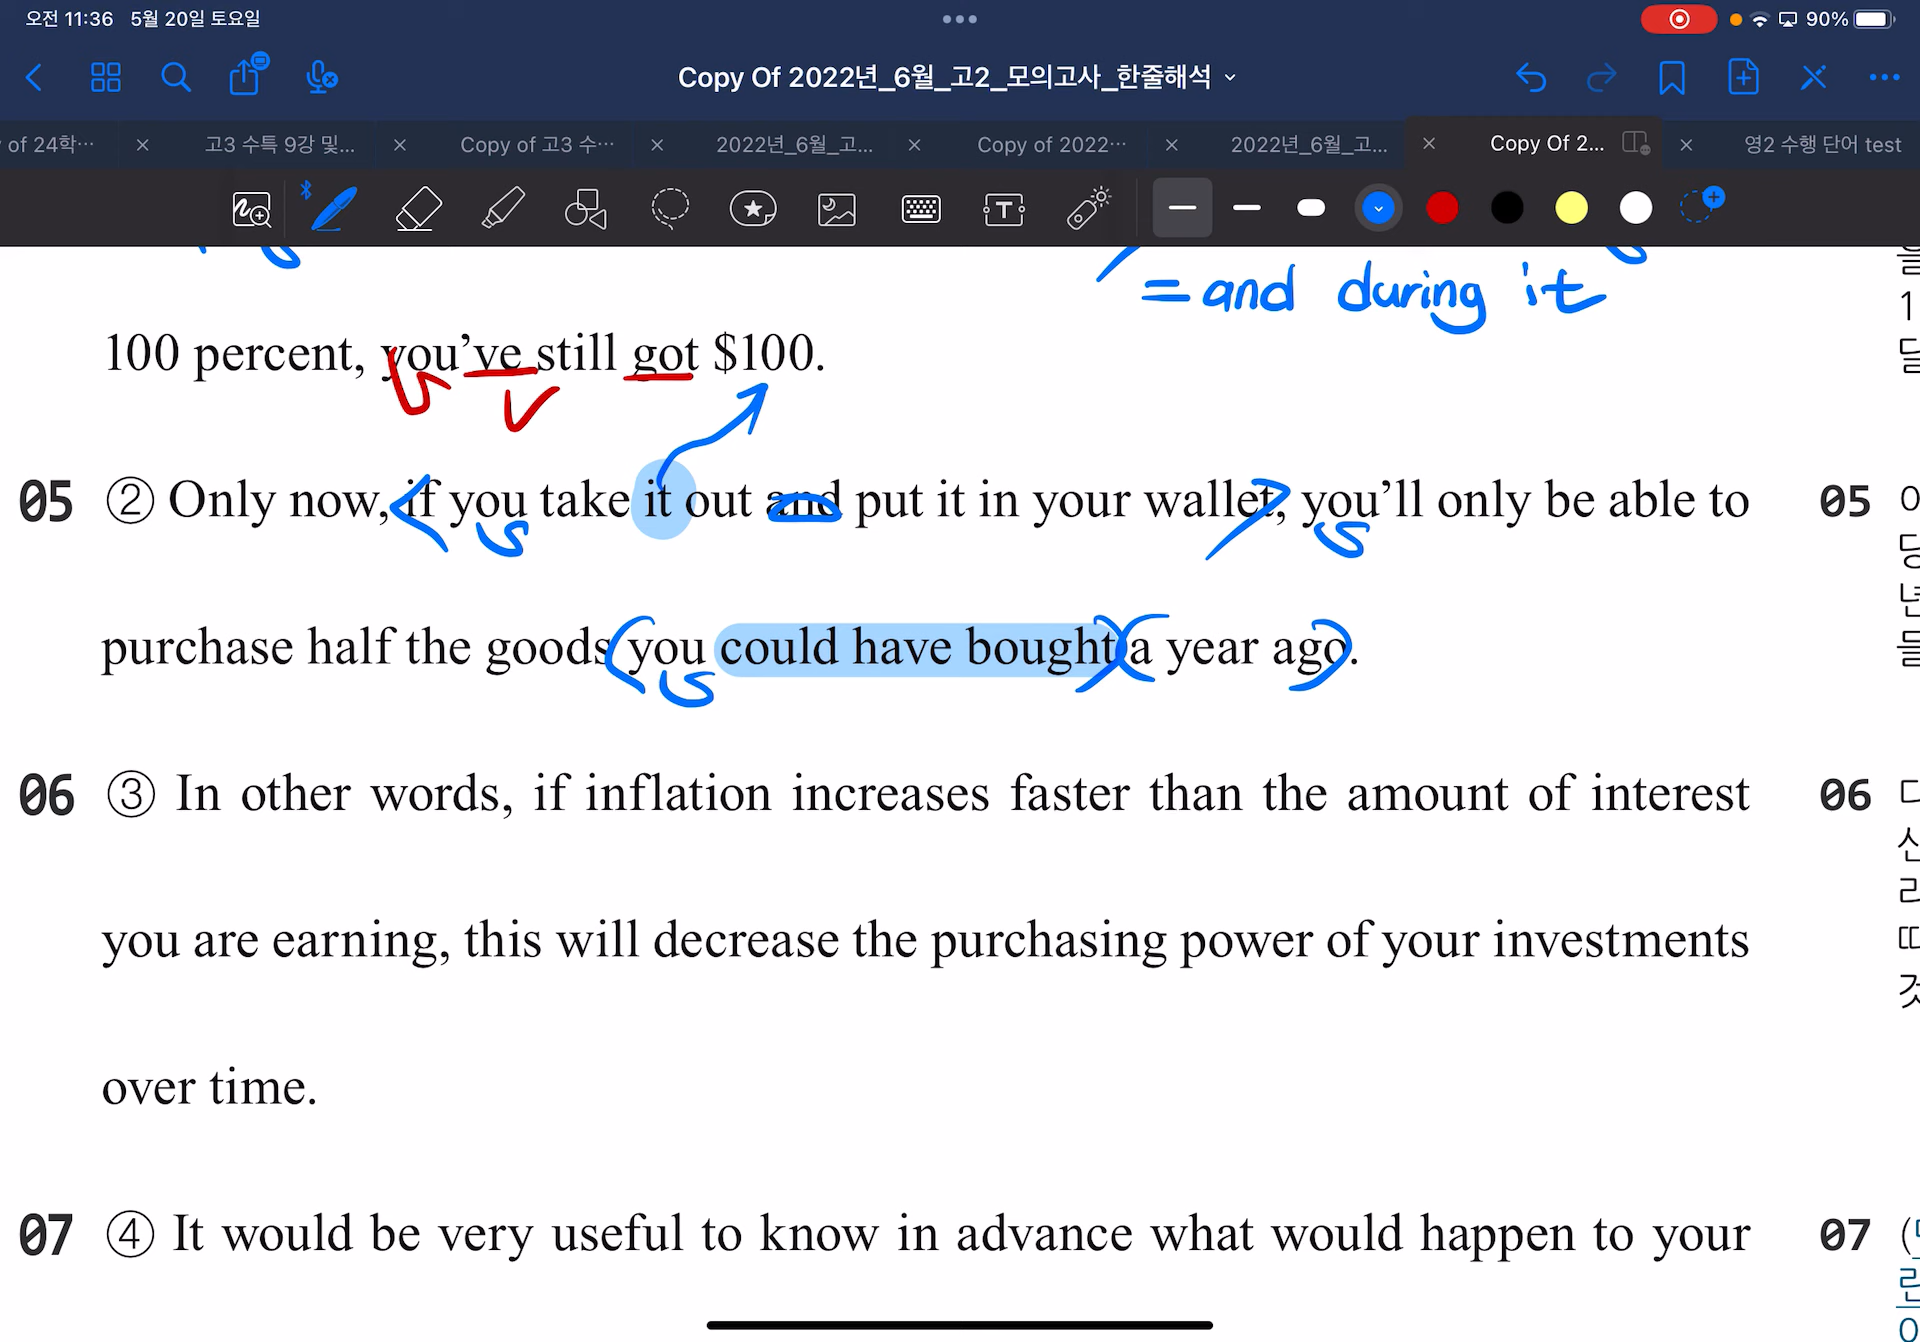 오전 11:36 5월 20일 토요일
90%
Copy Of 2022년_6월_고2_모의고사_한줄해석
of 24학… 고3 수특 9강 및... Copy of 고3 수… 2022년_6월_고... Copy of 2022… 2022년_6월_고... Copy Of 2... 영2 수행 단어 test
= and during it
100 percent, you've still got $100.
V
05 ② Only now, if you take it out and put it in your wallet, you'll only be able to
S S
purchase half the goods (you could have bought) (a year ago).
S
06 ③ In other words, if inflation increases faster than the amount of interest
you are earning, this will decrease the purchasing power of your investments
over time.
07 ④ It would be very useful to know in advance what would happen to your
1
05
06
07